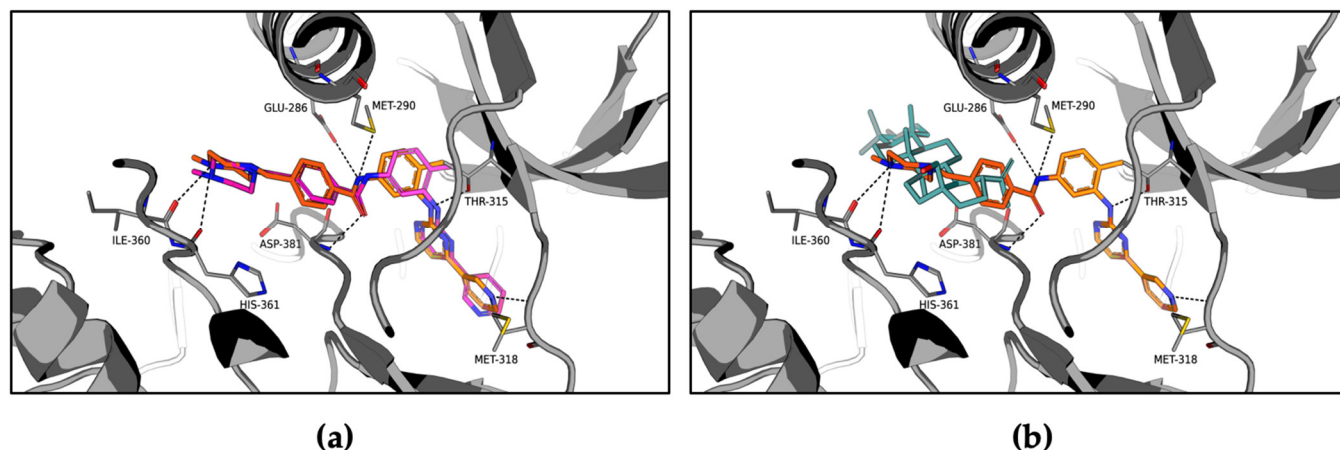 GLU-286
MET-290
THR-315
ILE-360
ASP-381
HIS-361
MET-318
(a)
GLU-286
MET-290
THR-315
ILE-360
ASP-381
HIS-361
MET-318
(b)